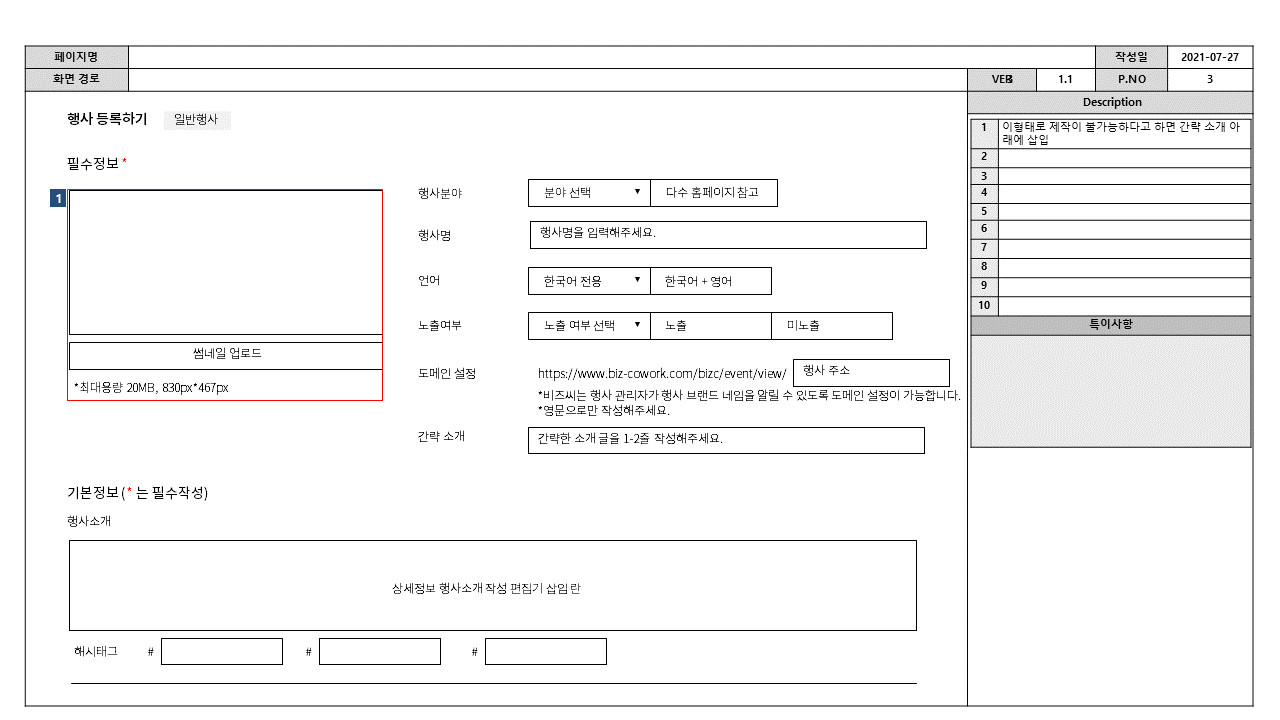 페이지명
작성일 2021-07-27
화면 경로
1.1 P.NO 3
Description
행사 등록하기 일반행사
1 이형태로 제작이 불가능하다고 하면 간략 소개 아
래에 삽입
2
3
4
5
6
7
8
9
10
특이사항
필수정보 *
1
썸네일 업로드
*최대용량 20MB, 830px*467px
행사분야 분야 선택 ▼ 다수 홈페이지 참고
행사명 행사명을 입력해주세요.
언어 한국어 전용 ▼ 한국어 + 영어
노출여부 노출 여부 선택 ▼ 노출 미노출
도메인 설정 https://www.biz-cowork.com/bizc/event/view/ 행사 주소
*비즈씨는 행사 관리자가 행사 브랜드 네임을 알릴 수 있도록 도메인 설정이 가능합니다.
*영문으로만 작성해주세요.
간략 소개 간략한 소개 글을 1-2줄 작성해주세요.
기본정보 (* 는 필수작성)
행사소개
상세정보 행사소개 작성 편집기 삽입 란
해시태그 # # #